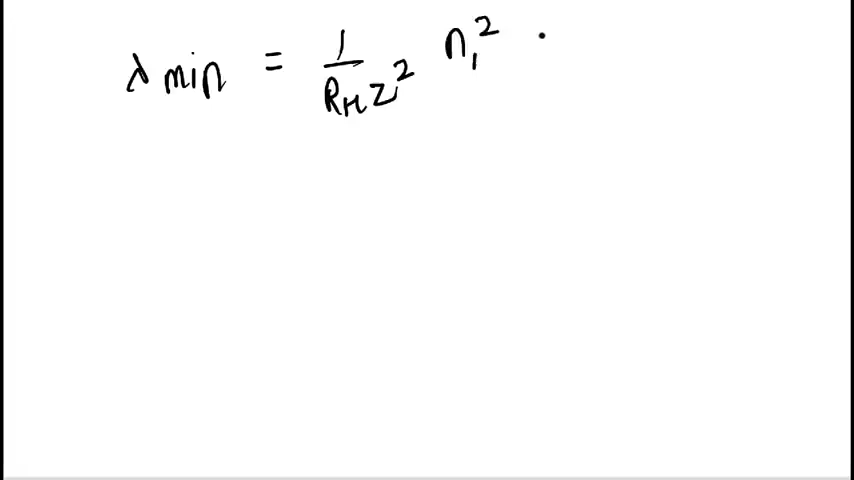 λ min = 1/(R_H Z²) n₁² .